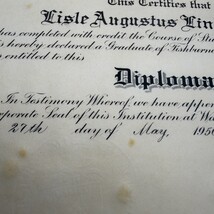 This Certifies that
Lisle Augustus Lin
has completed with credit the Course of Stu
is hereby declared a Graduate of Fishburne
entitled to this
Diploma
In Testimony Whereof, we have appen
corporate Seal of this Institution at Wa
27th day of May, 195